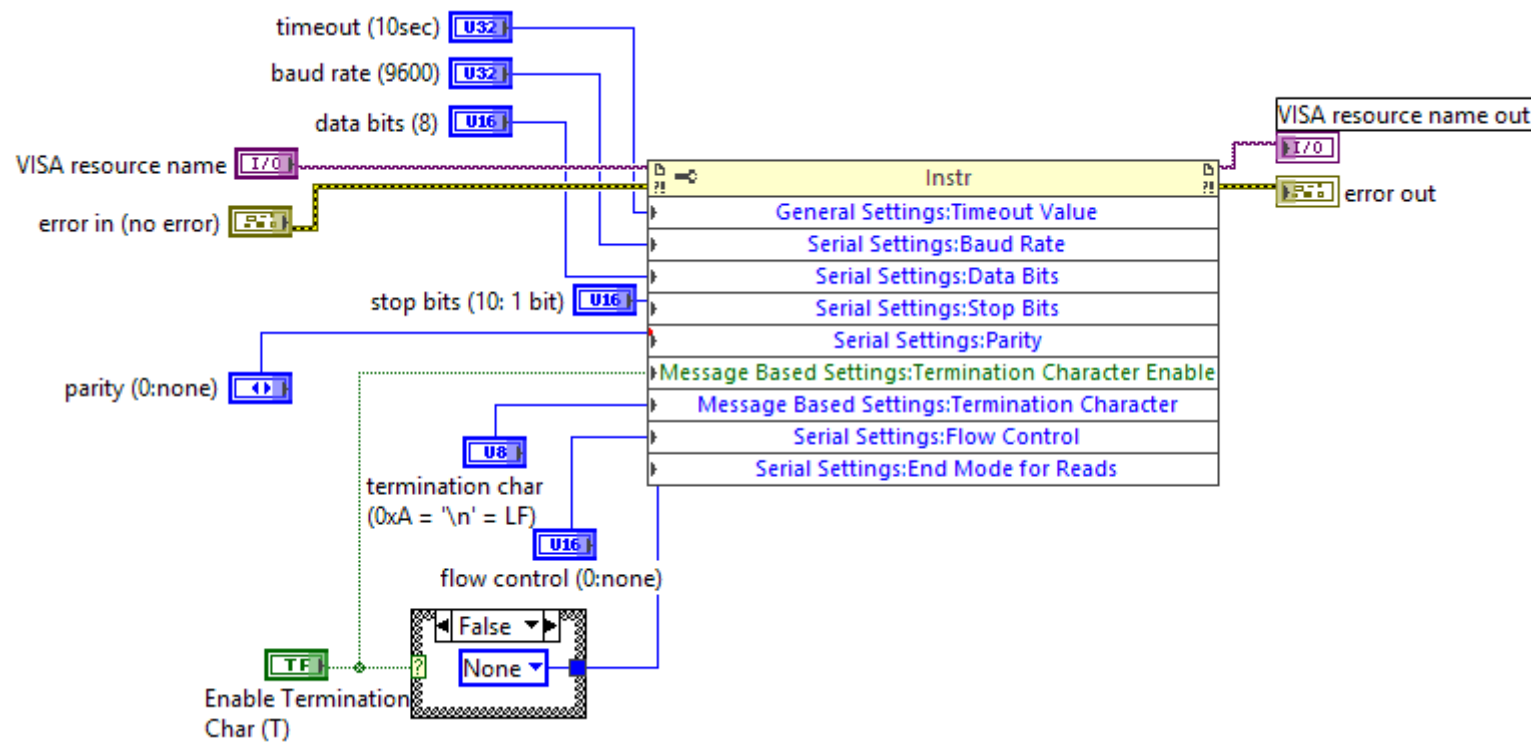 timeout (10sec)
U32
baud rate (9600)
U32
data bits (8)
U16
VISA resource name out
VISA resource name
I/O
I/O
Instr
error in (no error)
error out
General Settings:Timeout Value
Serial Settings:Baud Rate
Serial Settings:Data Bits
stop bits (10: 1 bit)
U16
Serial Settings:Stop Bits
Serial Settings:Parity
parity (0:none)
Message Based Settings:Termination Character Enable
Message Based Settings:Termination Character
Serial Settings:Flow Control
U8
Serial Settings:End Mode for Reads
termination char
(0xA = '\n' = LF)
U16
flow control (0:none)
False
?
TF
None
Enable Termination
Char (T)